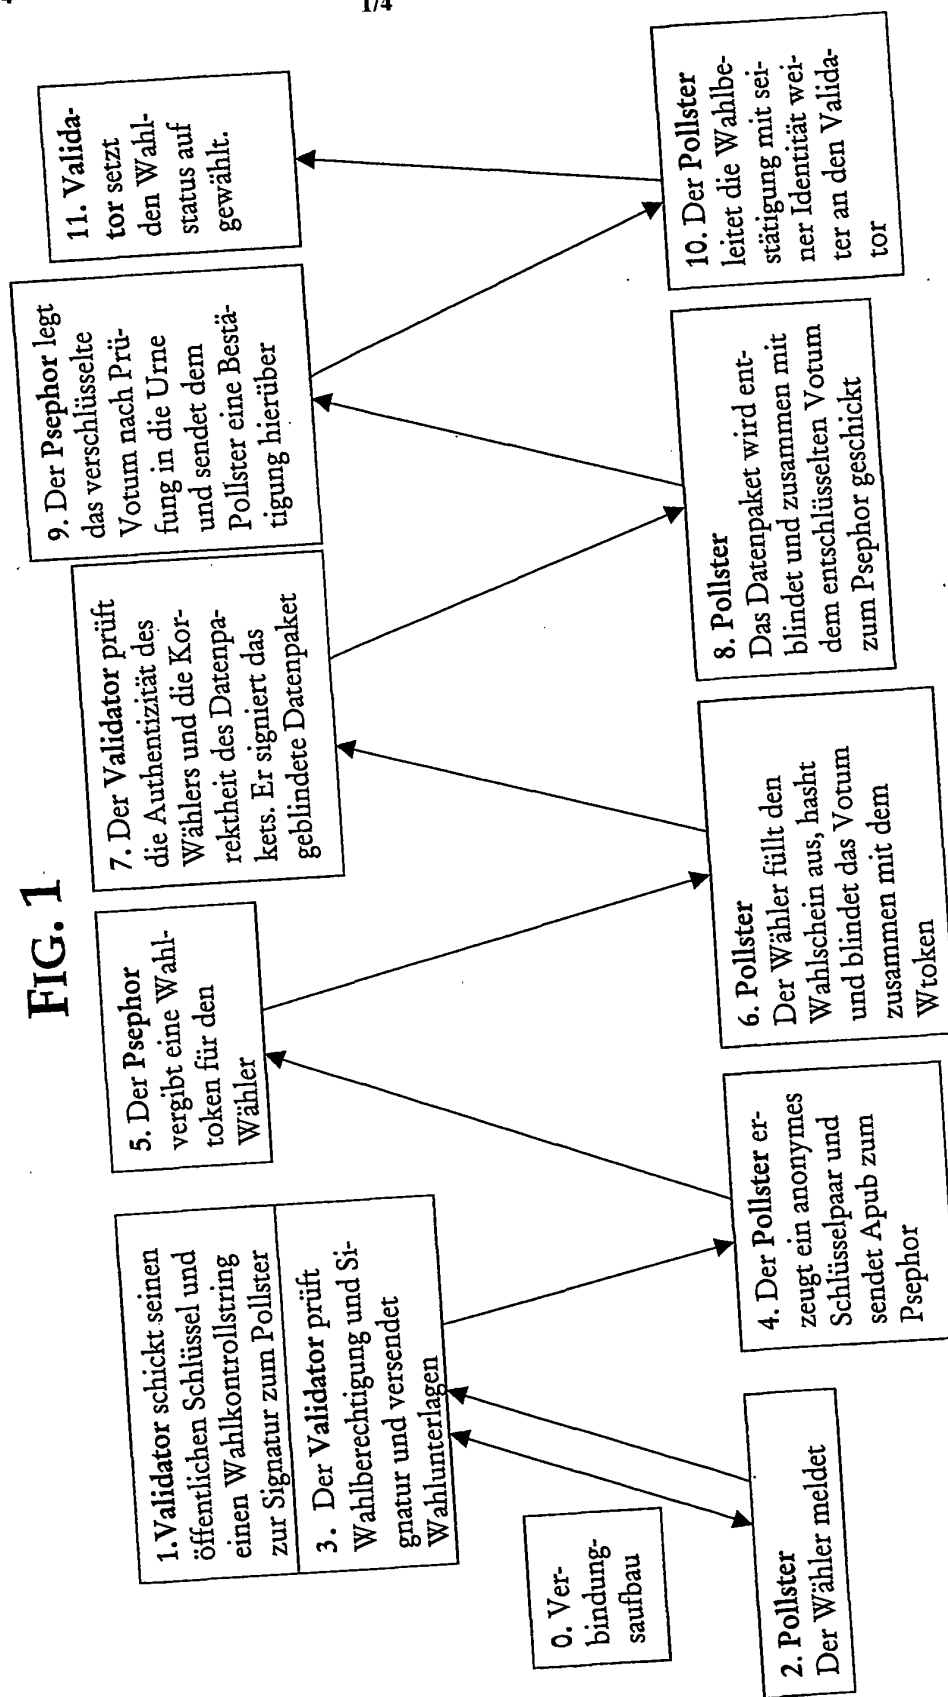 1/4
FIG. 1
0. Ver-
bindung-
saufbau
1.Validator schickt seinen
öffentlichen Schlüssel und
einen Wahlkontrollstring
zur Signatur zum Pollster
2. Pollster
Der Wähler meldet
3. Der Validator prüft
Wahlberechtigung und Si-
gnatur und versendet
Wahlunterlagen
4. Der Pollster er-
zeugt ein anonymes
Schlüsselpaar und
sendet Apub zum
Psephor
5. Der Psephor
vergibt eine Wahl-
token für den
Wähler
6. Pollster
Der Wähler füllt den
Wahlschein aus, hasht
und blindet das Votum
zusammen mit dem
Wtoken
7. Der Validator prüft
die Authentizität des
Wählers und die Kor-
rektheit des Datenpa-
kets. Er signiert das
geblindete Datenpaket
8. Pollster
Das Datenpaket wird ent-
blindet und zusammen mit
dem entschlüsselten Votum
zum Psephor geschickt
9. Der Psephor legt
das verschlüsselte
Votum nach Prü-
fung in die Urne
und sendet dem
Pollster eine Bestä-
tigung hierüber
10. Der Pollster
leitet die Wahlbe-
stätigung mit sei-
ner Identität wei-
ter an den Valida-
tor
11. Valida-
tor setzt
den Wahl-
status auf
gewählt.